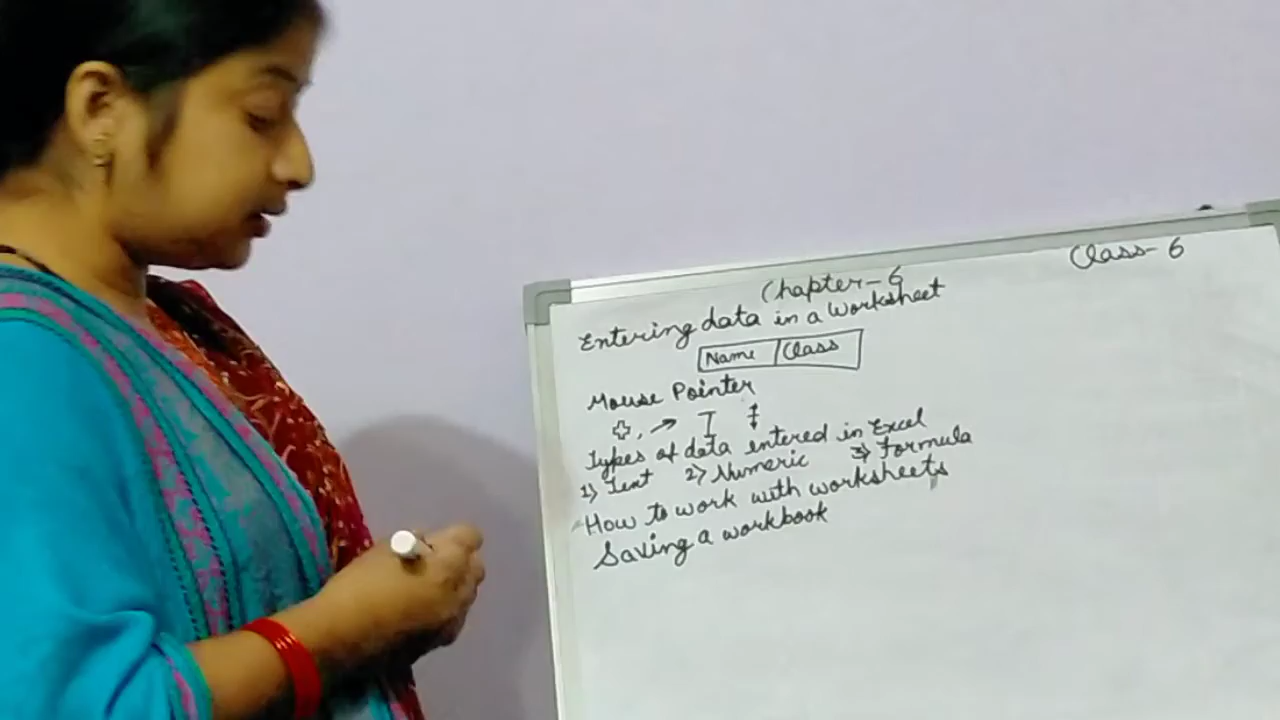 Class-6
Chapter-6
Entering data in a worksheet
Name Class
Mouse Pointer
Types of data entered in Excel
1) Text 2) Numeric 3) Formula
How to work with worksheets
Saving a workbook